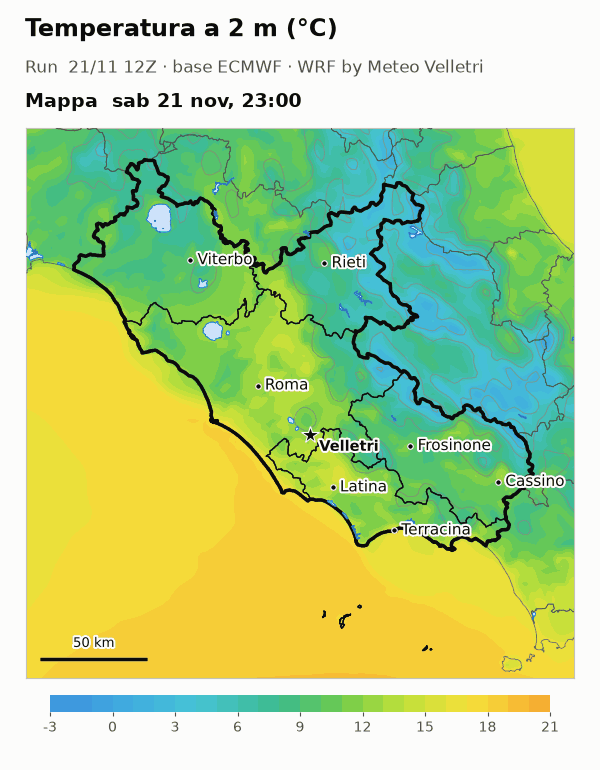 Temperatura a 2 m (°C)
Run  21/11 12Z · base ECMWF · WRF by Meteo Velletri
Mappa  sab 21 nov, 23:00
Viterbo
Rieti
Roma
Velletri
Frosinone
Cassino
Latina
Terracina
50 km
-3 0 3 6 9 12 15 18 21